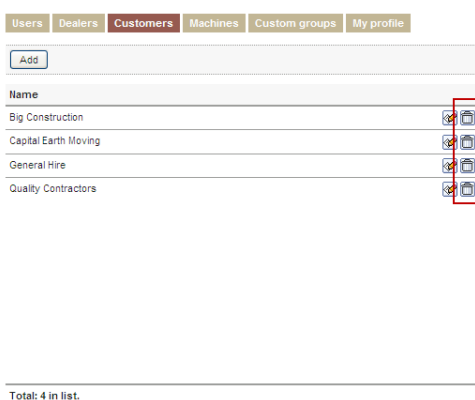 Users Dealers Customers Machines Custom groups My profile
Add
Name
Big Construction
Capital Earth Moving
General Hire
Quality Contractors
Total: 4 in list.